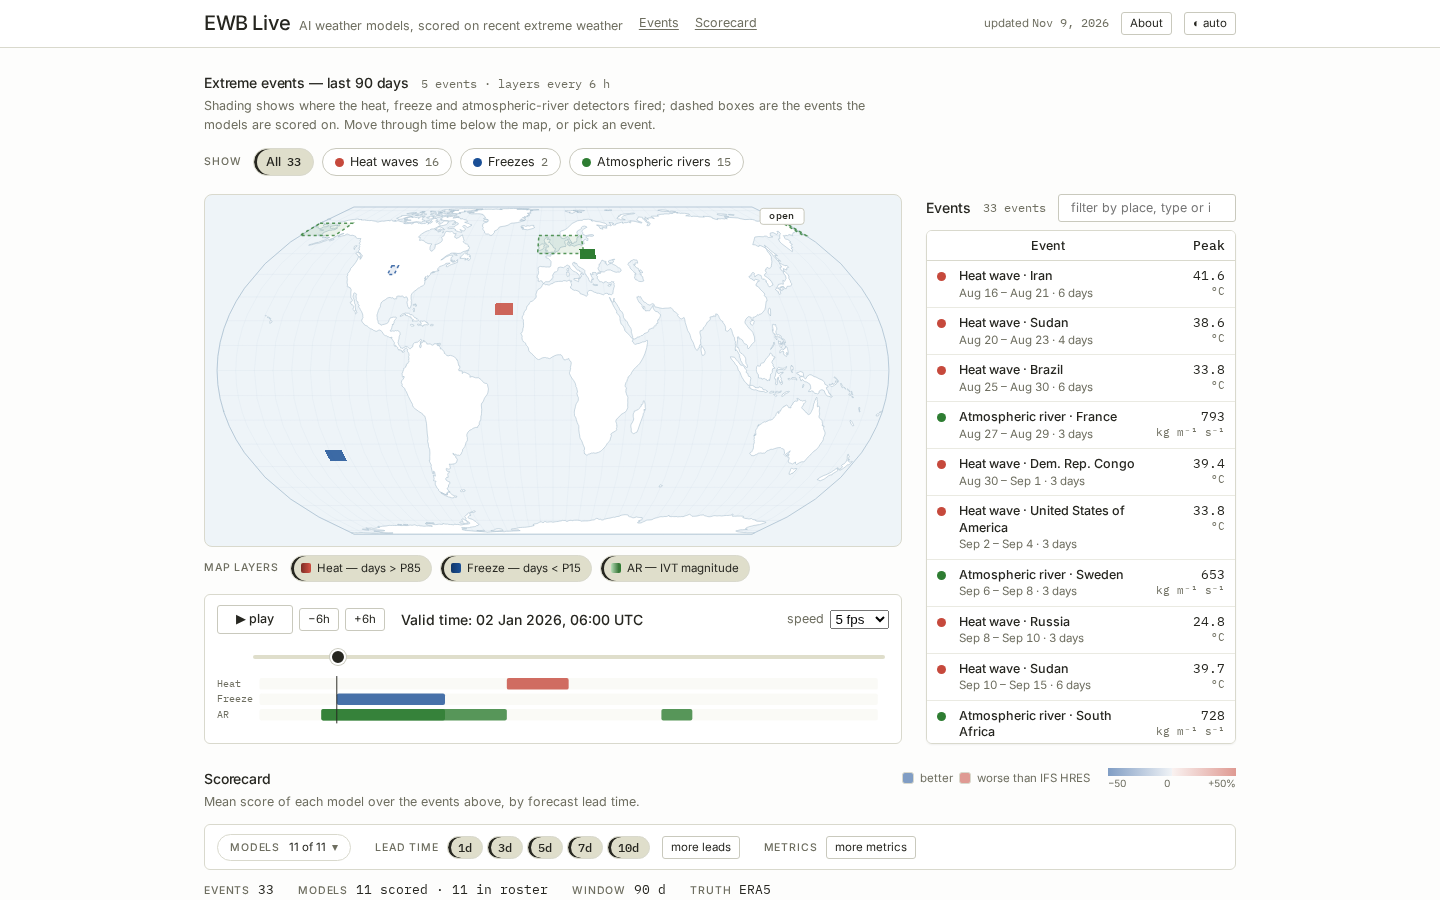 EWB Live AI weather models, scored on recent extreme weather Events Scorecard updated Nov 9, 2026 About auto
Extreme events — last 90 days 5 events · layers every 6 h
Shading shows where the heat, freeze and atmospheric-river detectors fired; dashed boxes are the events the
models are scored on. Move through time below the map, or pick an event.
SHOW All 33 Heat waves 16 Freezes 2 Atmospheric rivers 15
open
MAP LAYERS Heat — days > P85 Freeze — days < P15 AR — IVT magnitude
▶ play −6h +6h Valid time: 02 Jan 2026, 06:00 UTC speed 5 fps
Heat
Freeze
AR
Events 33 events filter by place, type or i
Event Peak
Heat wave · Iran 41.6
Aug 16 – Aug 21 · 6 days °C
Heat wave · Sudan 38.6
Aug 20 – Aug 23 · 4 days °C
Heat wave · Brazil 33.8
Aug 25 – Aug 30 · 6 days °C
Atmospheric river · France 793
Aug 27 – Aug 29 · 3 days kg m⁻¹ s⁻¹
Heat wave · Dem. Rep. Congo 39.4
Aug 30 – Sep 1 · 3 days °C
Heat wave · United States of 33.8
America °C
Sep 2 – Sep 4 · 3 days
Atmospheric river · Sweden 653
Sep 6 – Sep 8 · 3 days kg m⁻¹ s⁻¹
Heat wave · Russia 24.8
Sep 8 – Sep 10 · 3 days °C
Heat wave · Sudan 39.7
Sep 10 – Sep 15 · 6 days °C
Atmospheric river · South 728
Africa kg m⁻¹ s⁻¹
Scorecard better worse than IFS HRES −50 0 +50%
Mean score of each model over the events above, by forecast lead time.
MODELS 11 of 11 ▾ LEAD TIME 1d 3d 5d 7d 10d more leads METRICS more metrics
EVENTS 33 MODELS 11 scored · 11 in roster WINDOW 90 d TRUTH ERA5